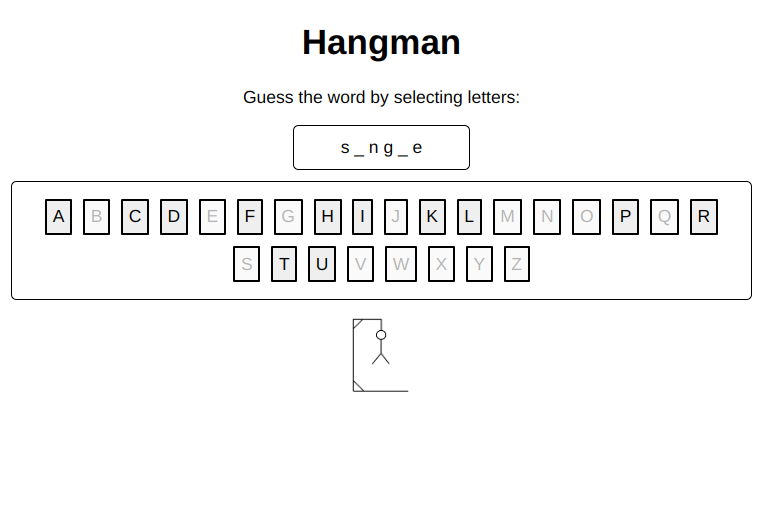 Hangman
Guess the word by selecting letters:
s _ n g _ e
A B C D E F G H I J K L M N O P Q R
S T U V W X Y Z